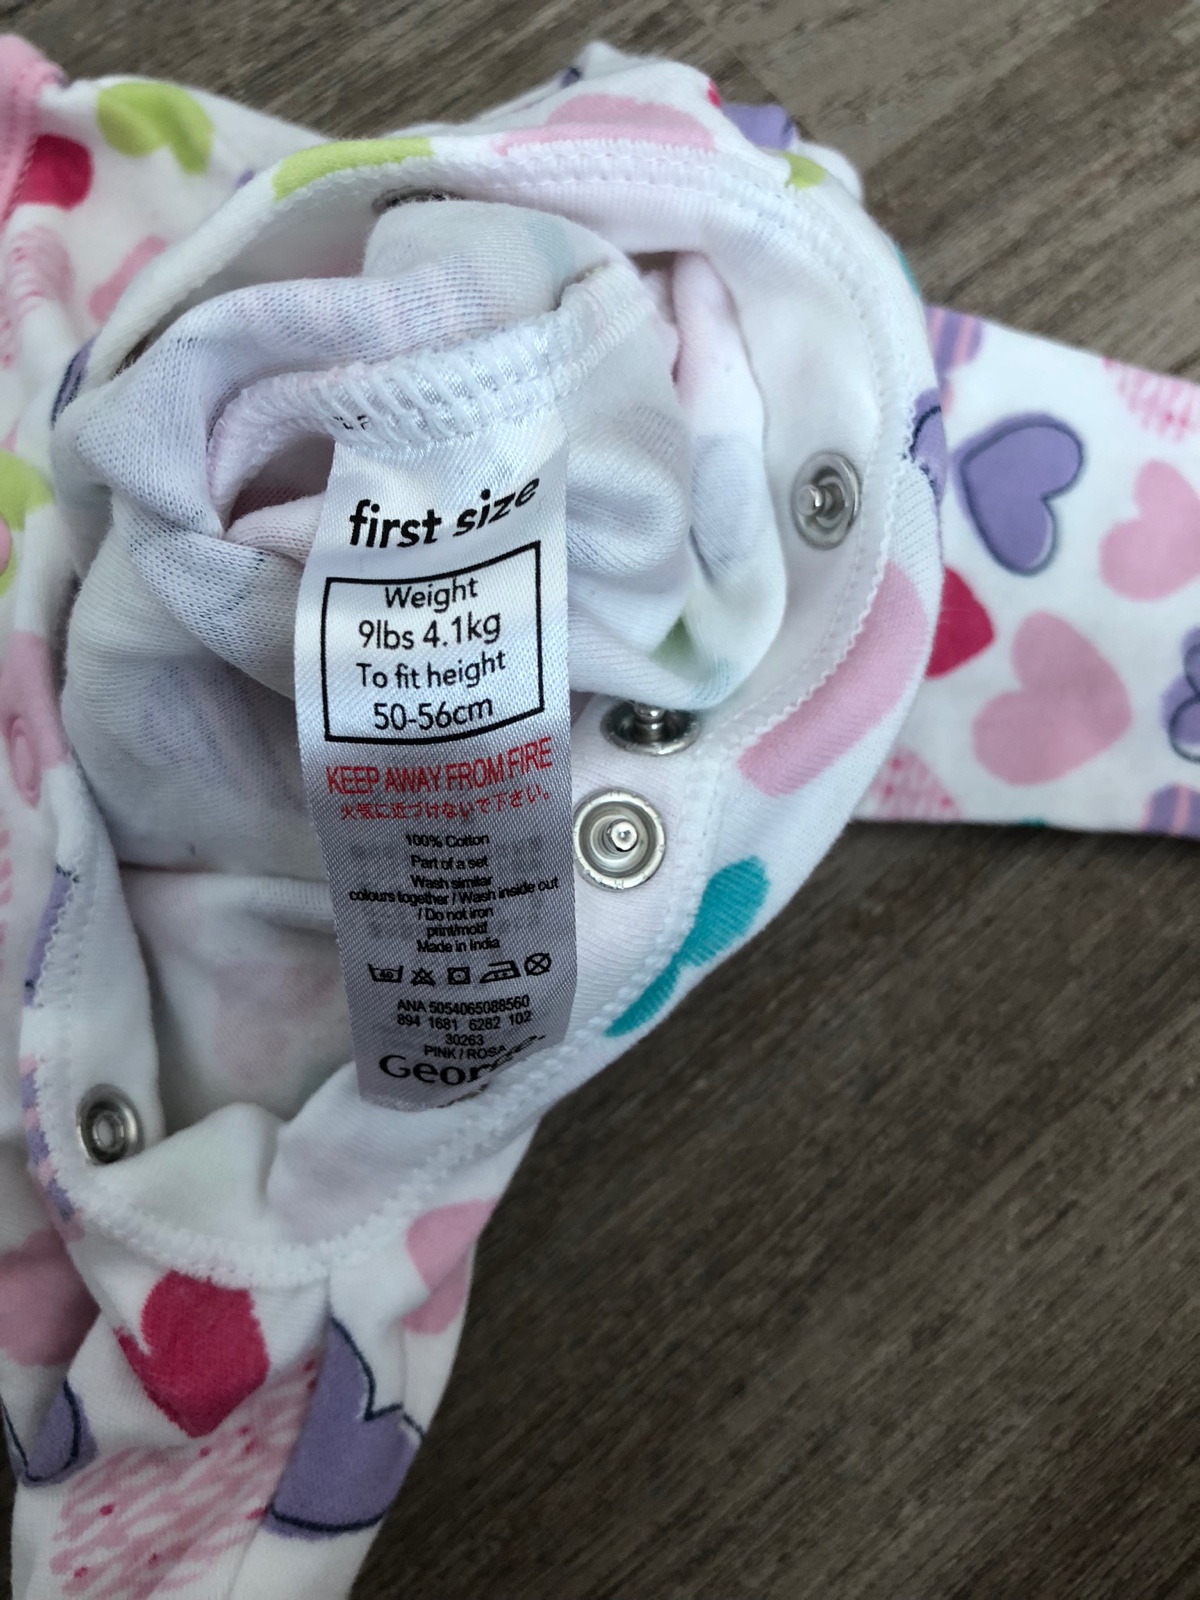 first size
Weight
9lbs 4.1kg
To fit height
50-56cm
KEEP AWAY FROM FIRE
火気に近づけないで下さい。
100% Cotton
Part of a set
Wash similar
colours together / Wash inside out
/ Do not iron
print/motif
Made in India
40
ANA 5054065088560
894 1681 6282 102
30263
PINK / ROSA
George.